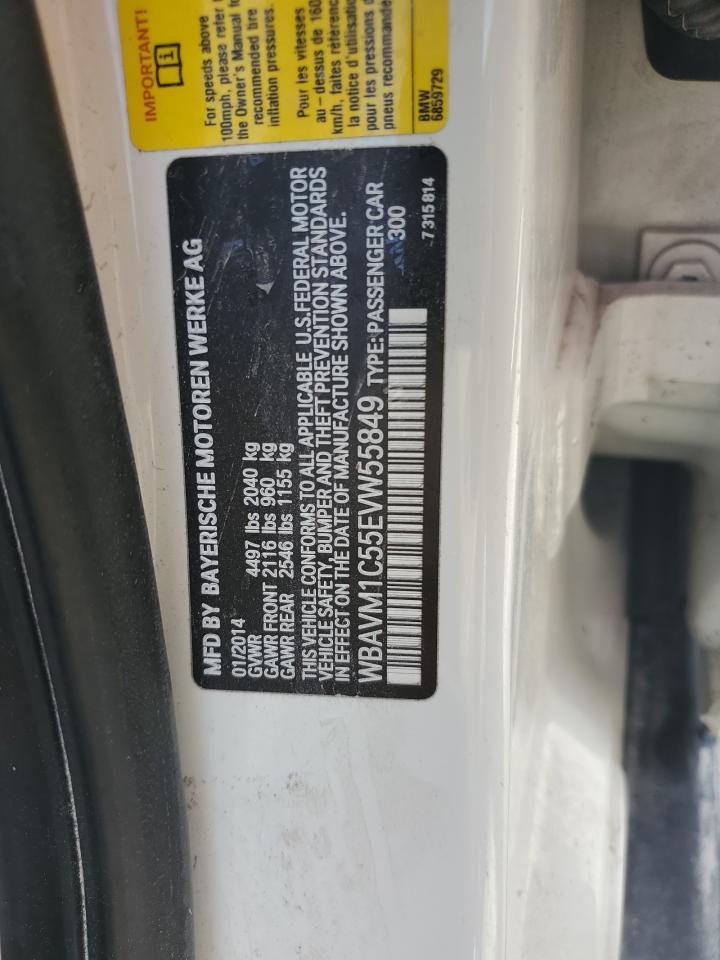 IMPORTANT!
For speeds above
100mph, please refer
the Owner's Manual for
recommended tire
inflation pressures.
Pour les vitesses
au - dessus de 160
km/h, faites référence
la notice d'utilisation
pour les pressions
pneus recommandé
BMW
6859729
MFD BY BAYERISCHE MOTOREN WERKE AG
01/2014
GVWR 4497 lbs 2040 kg
GAWR FRONT 2116 lbs 960 kg
GAWR REAR 2546 lbs 1155 kg
THIS VEHICLE CONFORMS TO ALL APPLICABLE U.S. FEDERAL MOTOR
VEHICLE SAFETY, BUMPER AND THEFT PREVENTION STANDARDS
IN EFFECT ON THE DATE OF MANUFACTURE SHOWN ABOVE.
WBAVM1C55EVW55849 TYPE: PASSENGER CAR
300
7315814